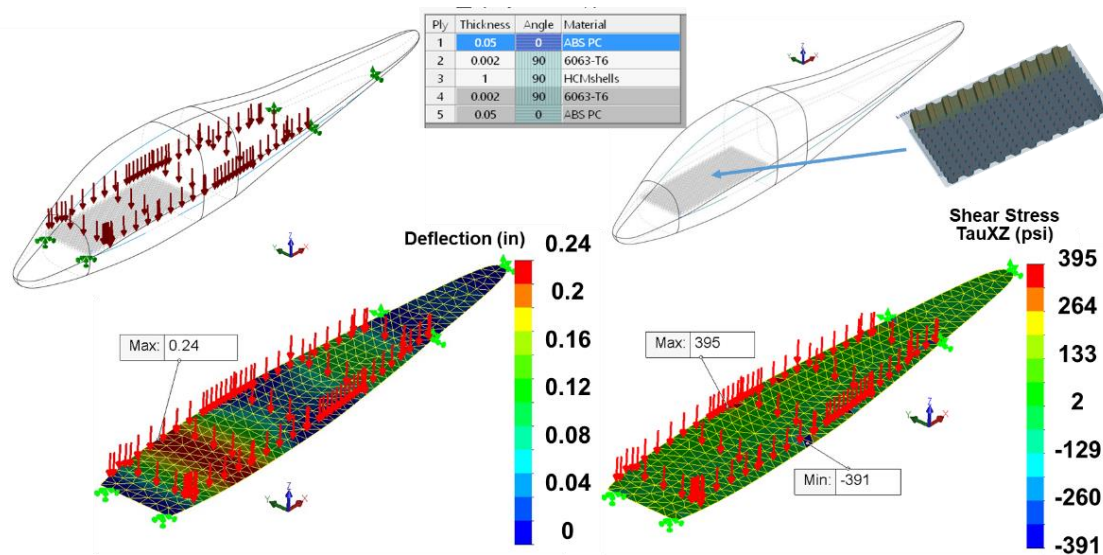 Ply Thickness Angle Material
1 0.05 0 ABS PC
2 0.002 90 6063-T6
3 1 90 HCMshells
4 0.002 90 6063-T6
5 0.05 0 ABS PC
Deflection (in)
0.24
0.2
0.16
0.12
0.08
0.04
0
Max: 0.24
Shear Stress
TauXZ (psi)
395
264
133
2
-129
-260
-391
Max: 395
Min: -391
Z
Y
X
Z
Y
X
Z
Y
X
Z
Y
X